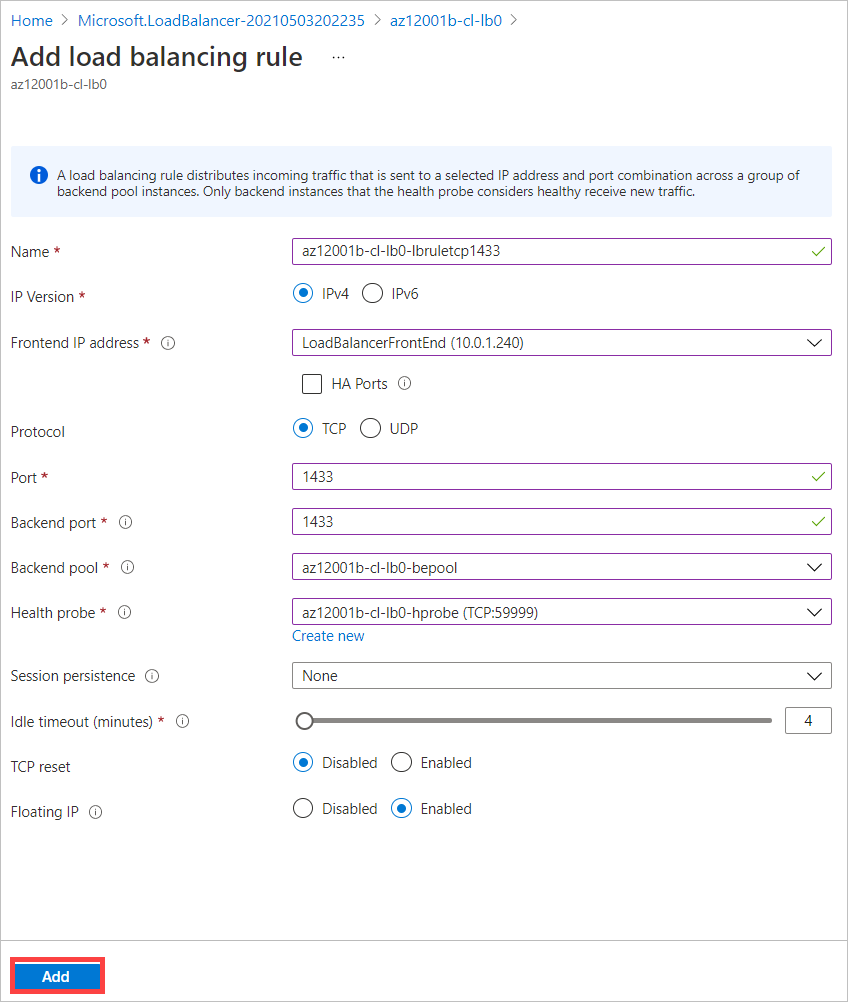 Home > Microsoft.LoadBalancer-20210503202235 > az12001b-cl-lb0 >
Add load balancing rule ...
az12001b-cl-lb0
A load balancing rule distributes incoming traffic that is sent to a selected IP address and port combination across a group of
backend pool instances. Only backend instances that the health probe considers healthy receive new traffic.
Name * az12001b-cl-lb0-lbruletcp1433
IP Version * IPv4 IPv6
Frontend IP address * LoadBalancerFrontEnd (10.0.1.240)
HA Ports
Protocol TCP UDP
Port * 1433
Backend port * 1433
Backend pool * az12001b-cl-lb0-bepool
Health probe * az12001b-cl-lb0-hprobe (TCP:59999)
Create new
Session persistence None
Idle timeout (minutes) * 4
TCP reset Disabled Enabled
Floating IP Disabled Enabled
Add